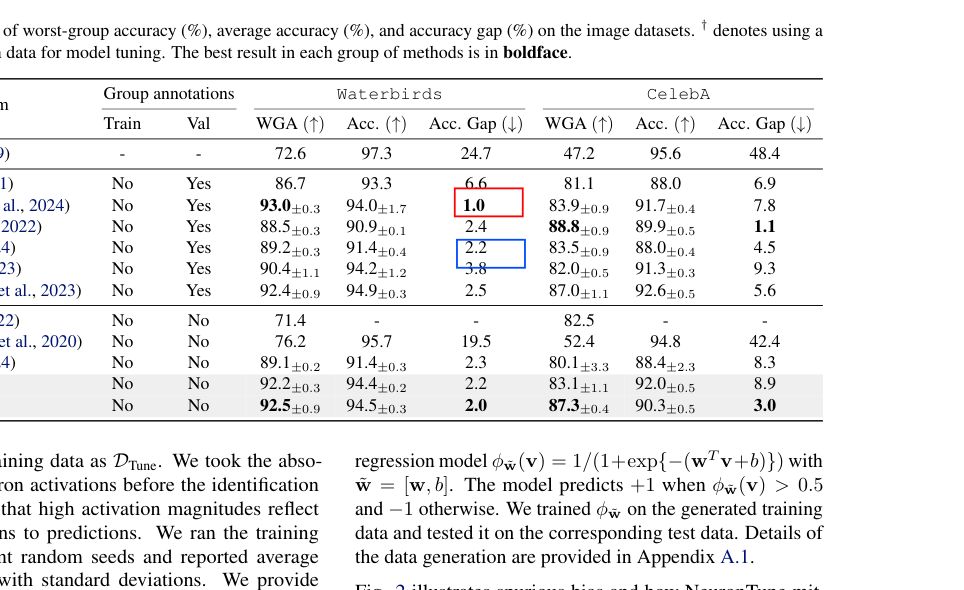 of worst-group accuracy (%), average accuracy (%), and accuracy gap (%) on the image datasets. † denotes using a
data for model tuning. The best result in each group of methods is in boldface.
Group annotations Waterbirds CelebA
Train Val WGA (↑) Acc. (↑) Acc. Gap (↓) WGA (↑) Acc. (↑) Acc. Gap (↓)
9) - - 72.6 97.3 24.7 47.2 95.6 48.4
1) No Yes 86.7 93.3 6.6 81.1 88.0 6.9
al., 2024) No Yes 93.0±0.3 94.0±1.7 1.0 83.9±0.9 91.7±0.4 7.8
2022) No Yes 88.5±0.3 90.9±0.1 2.4 88.8±0.9 89.9±0.5 1.1
4) No Yes 89.2±0.3 91.4±0.4 2.2 83.5±0.9 88.0±0.4 4.5
23) No Yes 90.4±1.1 94.2±1.2 3.8 82.0±0.5 91.3±0.3 9.3
et al., 2023) No Yes 92.4±0.9 94.9±0.3 2.5 87.0±1.1 92.6±0.5 5.6
22) No No 71.4 - - 82.5 - -
et al., 2020) No No 76.2 95.7 19.5 52.4 94.8 42.4
4) No No 89.1±0.2 91.4±0.3 2.3 80.1±3.3 88.4±2.3 8.3
No No 92.2±0.3 94.4±0.2 2.2 83.1±1.1 92.0±0.5 8.9
No No 92.5±0.9 94.5±0.3 2.0 87.3±0.4 90.3±0.5 3.0
aining data as 𝒟Tune. We took the abso-
ron activations before the identification
that high activation magnitudes reflect
ns to predictions. We ran the training
nt random seeds and reported average
with standard deviations. We provide
regression model ϕw̃(v) = 1/(1+exp{−(wᵀv+b)}) with
w̃ = [w, b]. The model predicts +1 when ϕw̃(v) > 0.5
and −1 otherwise. We trained ϕw̃ on the generated training
data and tested it on the corresponding test data. Details of
the data generation are provided in Appendix A.1.
Fig. 2 illustrates spurious bias and how NeuronTune mit-